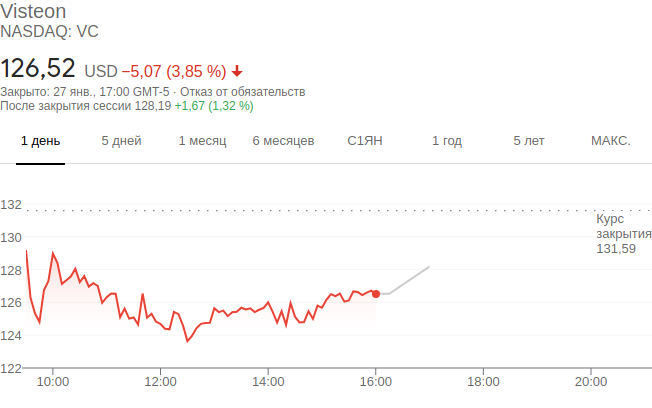 Visteon
NASDAQ: VC
126,52 USD −5,07 (3,85 %)
Закрыто: 27 янв., 17:00 GMT-5 · Отказ от обязательств
После закрытия сессии 128,19 +1,67 (1,32 %)
1 день 5 дней 1 месяц 6 месяцев С1ЯН 1 год 5 лет МАКС.
132
Курс
закрытия
131,59
130
128
126
124
122
10:00 12:00 14:00 16:00 18:00 20:00